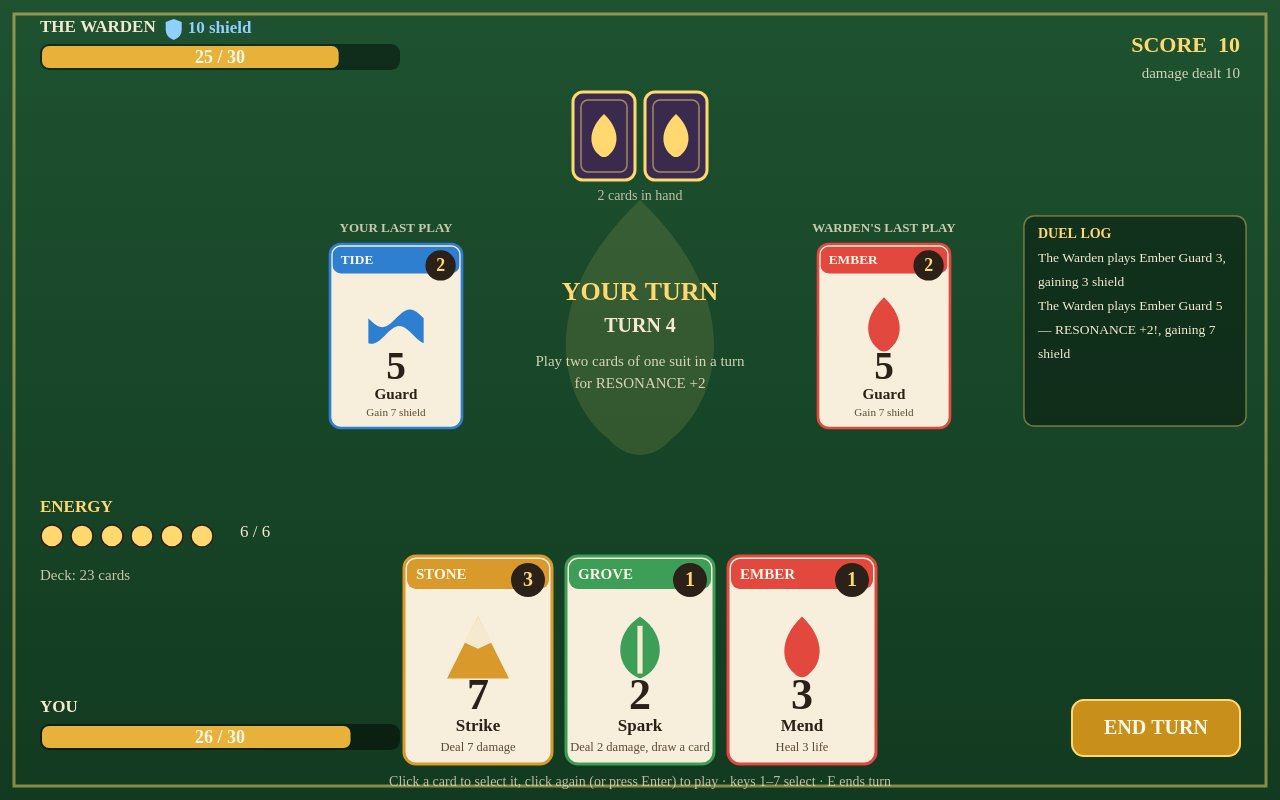 THE WARDEN 10 shield
25 / 30
SCORE 10
damage dealt 10
2 cards in hand
YOUR LAST PLAY
TIDE 2
5
Guard
Gain 7 shield
YOUR TURN
TURN 4
Play two cards of one suit in a turn
for RESONANCE +2
WARDEN'S LAST PLAY
EMBER 2
5
Guard
Gain 7 shield
DUEL LOG
The Warden plays Ember Guard 3,
gaining 3 shield
The Warden plays Ember Guard 5
— RESONANCE +2!, gaining 7
shield
ENERGY
6 / 6
Deck: 23 cards
STONE 3
7
Strike
Deal 7 damage
GROVE 1
2
Spark
Deal 2 damage, draw a card
EMBER 1
3
Mend
Heal 3 life
YOU
26 / 30
END TURN
Click a card to select it, click again (or press Enter) to play · keys 1–7 select · E ends turn